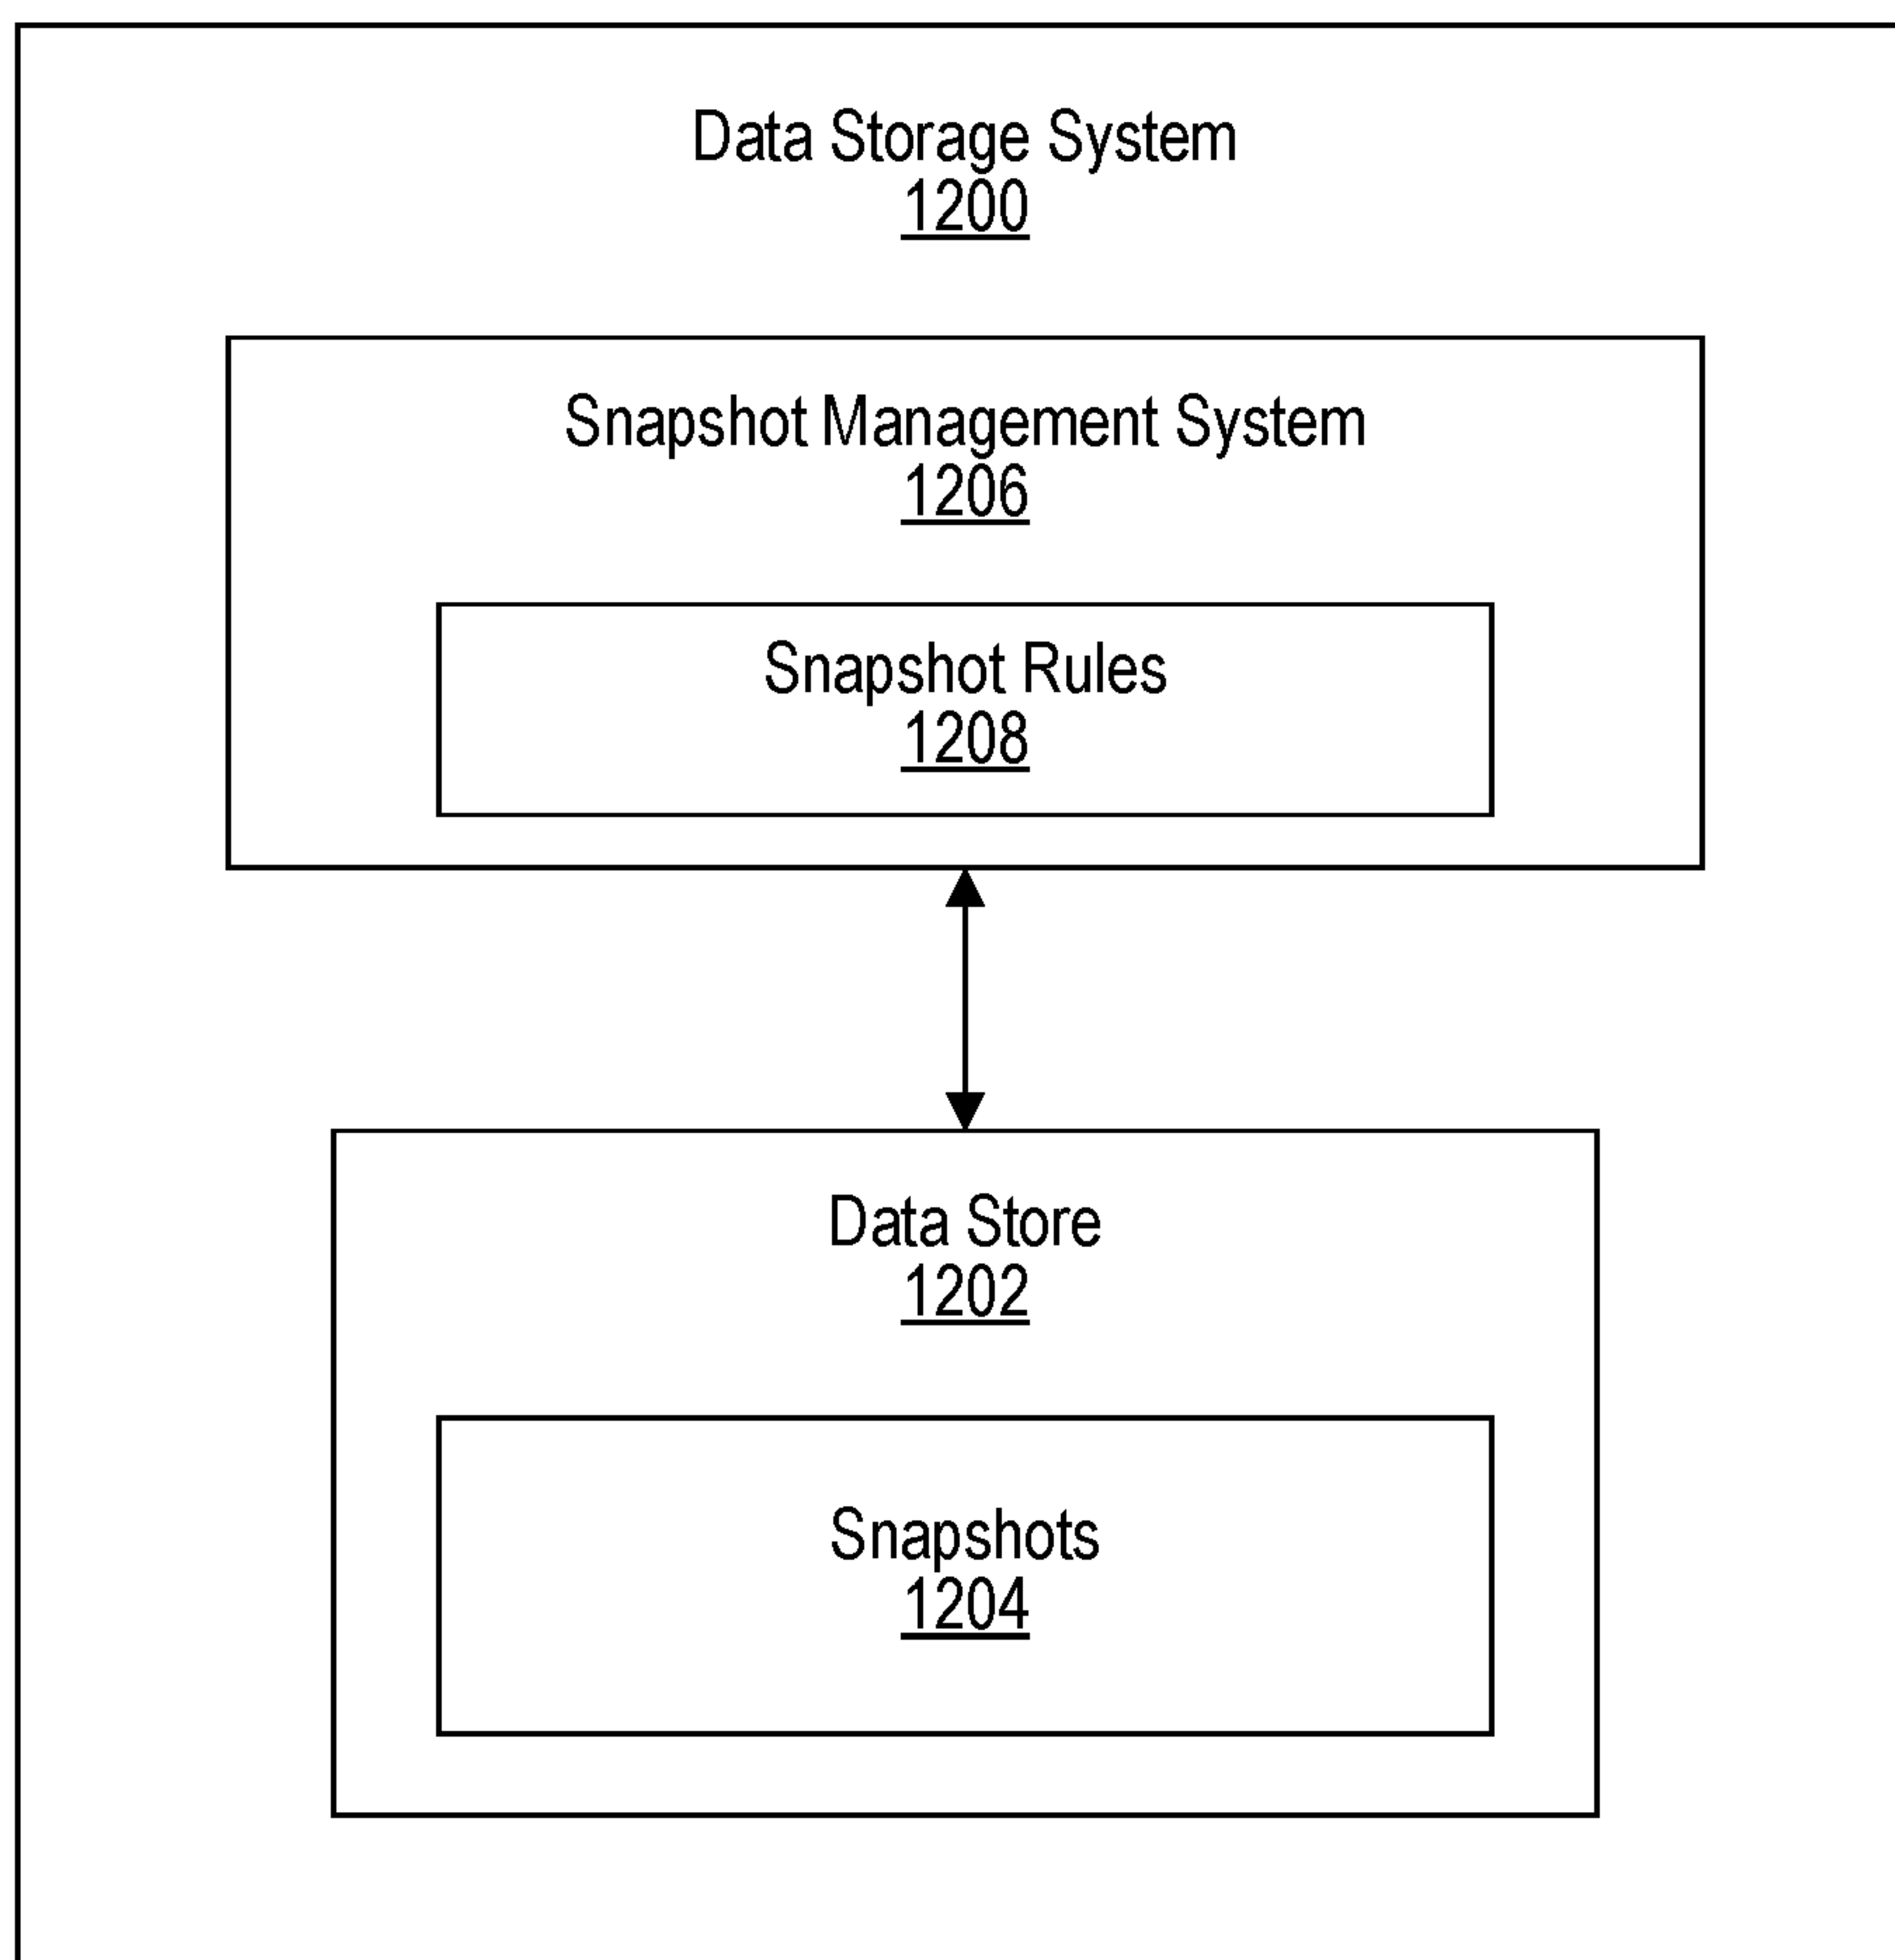 Data Storage System
1200
Snapshot Management System
1206
Snapshot Rules
1208
Data Store
1202
Snapshots
1204